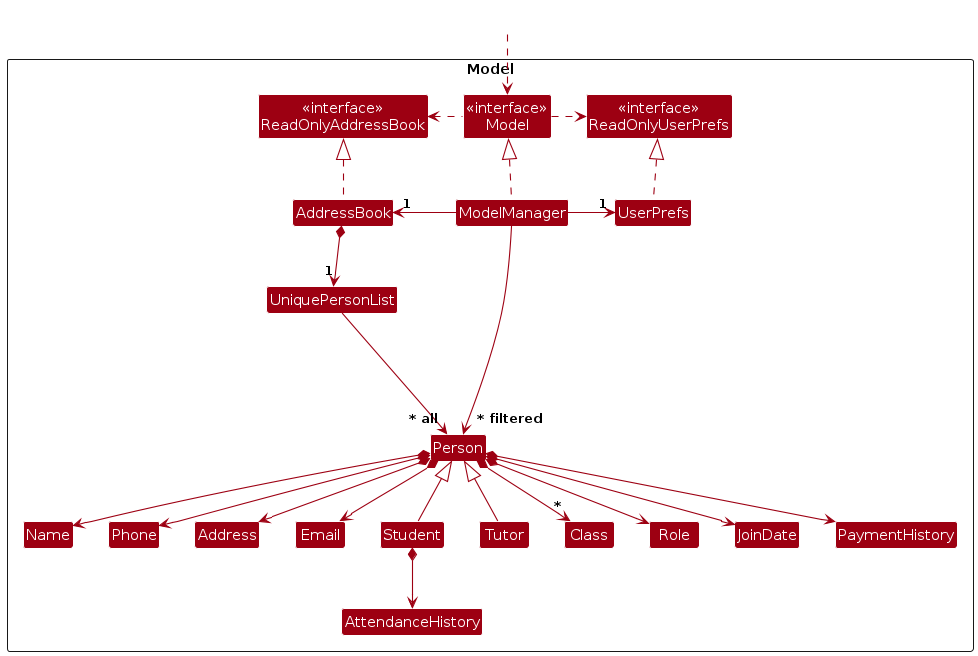 Model
«interface»
ReadOnlyAddressBook
«interface»
Model
«interface»
ReadOnlyUserPrefs
AddressBook
1
ModelManager
1
UserPrefs
1
UniquePersonList
* all
* filtered
Person
*
Name
Phone
Address
Email
Student
Tutor
Class
Role
JoinDate
PaymentHistory
AttendanceHistory